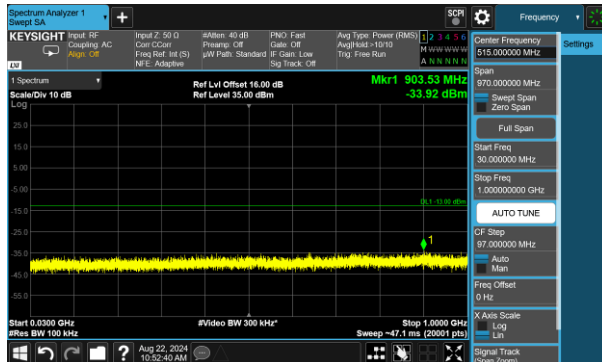 Spectrum Analyzer 1
Swept SA
SCPI
Frequency
KEYSIGHT
Input: RF
Coupling: AC
Align: Off
Input Z: 50 Ω
Corr CCorr
Freq Ref: Int (S)
NFE: Adaptive
#Atten: 40 dB
Preamp: Off
µW Path: Standard
PNO: Fast
Gate: Off
IF Gain: Low
Sig Track: Off
Avg Type: Power (RMS)
Avg|Hold:>10/10
Trig: Free Run
1 2 3 4 5 6
M W W W W W
A N N N N N
LXI
1 Spectrum
Scale/Div 10 dB
Log
Ref Lvl Offset 16.00 dB
Ref Level 35.00 dBm
Mkr1 903.53 MHz
-33.92 dBm
25.0
15.0
5.00
-5.00
-15.0
-25.0
-35.0
-45.0
-55.0
DL1 -13.00 dBm
1
Start 0.0300 GHz
#Res BW 100 kHz
#Video BW 300 kHz*
Stop 1.0000 GHz
Sweep ~47.1 ms (20001 pts)
Aug 22, 2024
10:52:40 AM
Center Frequency
515.000000 MHz
Settings
Span
970.000000 MHz
Swept Span
Zero Span
Full Span
Start Freq
30.000000 MHz
Stop Freq
1.000000000 GHz
AUTO TUNE
CF Step
97.000000 MHz
Auto
Man
Freq Offset
0 Hz
X Axis Scale
Log
Lin
Signal Track
(Span Zoom)